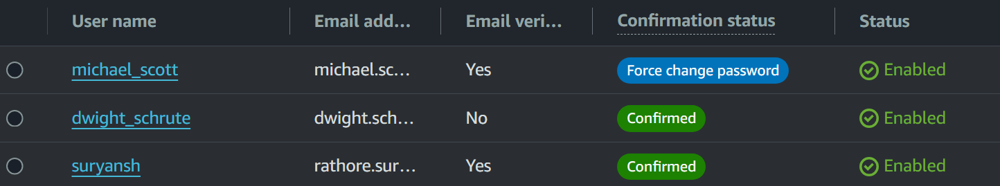 User name Email add... Email veri... Confirmation status Status
michael_scott michael.sc... Yes Force change password Enabled
dwight_schrute dwight.sch... No Confirmed Enabled
suryansh rathore.sur... Yes Confirmed Enabled